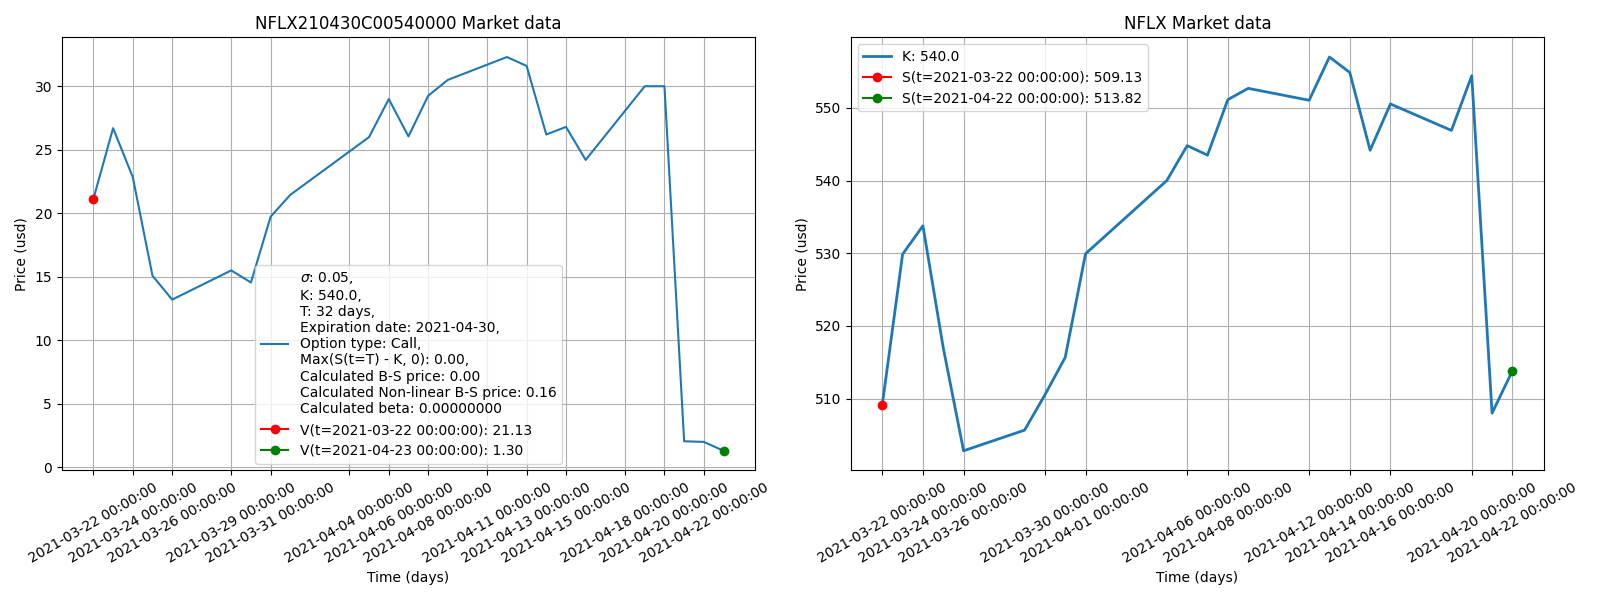 NFLX210430C00540000 Market data
Price (usd)
30
25
20
15
10
5
0
σ: 0.05,
K: 540.0,
T: 32 days,
Expiration date: 2021-04-30,
Option type: Call,
Max(S(t=T) - K, 0): 0.00,
Calculated B-S price: 0.00
Calculated Non-linear B-S price: 0.16
Calculated beta: 0.00000000
V(t=2021-03-22 00:00:00): 21.13
V(t=2021-04-23 00:00:00): 1.30
2021-03-22 00:00:00
2021-03-24 00:00:00
2021-03-26 00:00:00
2021-03-29 00:00:00
2021-03-31 00:00:00
2021-04-04 00:00:00
2021-04-06 00:00:00
2021-04-08 00:00:00
2021-04-11 00:00:00
2021-04-13 00:00:00
2021-04-15 00:00:00
2021-04-18 00:00:00
2021-04-20 00:00:00
2021-04-22 00:00:00
Time (days)
NFLX Market data
Price (usd)
550
540
530
520
510
K: 540.0
S(t=2021-03-22 00:00:00): 509.13
S(t=2021-04-22 00:00:00): 513.82
2021-03-22 00:00:00
2021-03-24 00:00:00
2021-03-26 00:00:00
2021-03-30 00:00:00
2021-04-01 00:00:00
2021-04-06 00:00:00
2021-04-08 00:00:00
2021-04-12 00:00:00
2021-04-14 00:00:00
2021-04-16 00:00:00
2021-04-20 00:00:00
2021-04-22 00:00:00
Time (days)